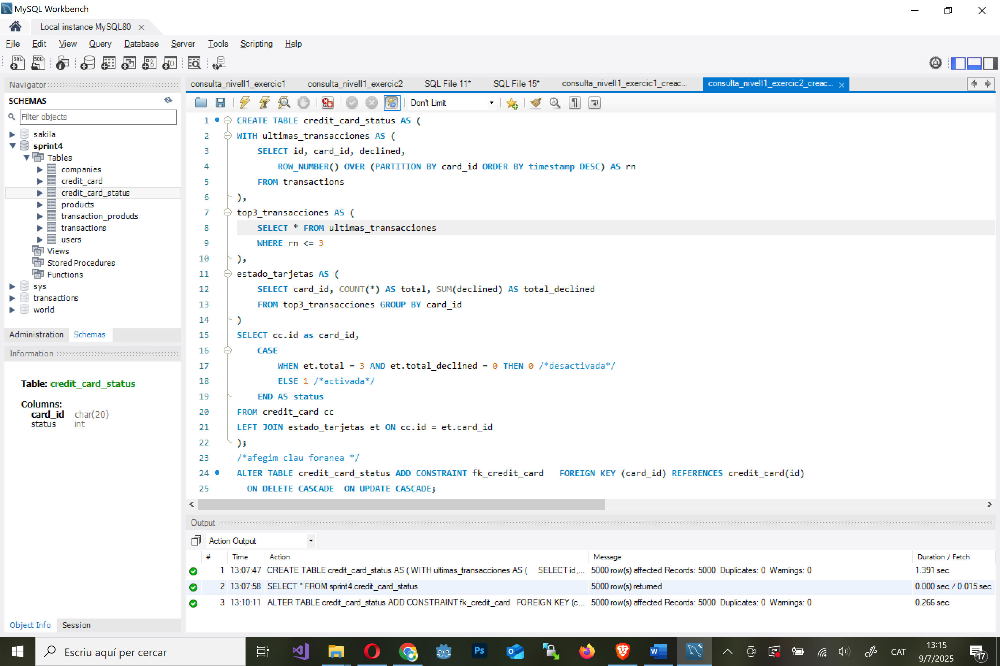 MySQL Workbench
Local instance MySQL80
File Edit View Query Database Server Tools Scripting Help
Navigator
SCHEMAS
Filter objects
sakila
sprint4
Tables
companies
credit_card
credit_card_status
products
transaction_products
transactions
users
Views
Stored Procedures
Functions
sys
transactions
world
Administration Schemas
Information
Table: credit_card_status
Columns:
card_id char(20)
status int
Object Info Session
consulta_nivell1_exercic1 consulta_nivell1_exercic2 SQL File 11* SQL File 15* consulta_nivell1_exercic1_creac... consulta_nivell1_exercic2_creac...
Don't Limit
1 CREATE TABLE credit_card_status AS (
2 WITH ultimas_transacciones AS (
3 SELECT id, card_id, declined,
4 ROW_NUMBER() OVER (PARTITION BY card_id ORDER BY timestamp DESC) AS rn
5 FROM transactions
6 ),
7 top3_transacciones AS (
8 SELECT * FROM ultimas_transacciones
9 WHERE rn <= 3
10 ),
11 estado_tarjetas AS (
12 SELECT card_id, COUNT(*) AS total, SUM(declined) AS total_declined
13 FROM top3_transacciones GROUP BY card_id
14 )
15 SELECT cc.id as card_id,
16 CASE
17 WHEN et.total = 3 AND et.total_declined = 0 THEN 0 /*desactivada*/
18 ELSE 1 /*activada*/
19 END AS status
20 FROM credit_card cc
21 LEFT JOIN estado_tarjetas et ON cc.id = et.card_id
22 );
23 /*afegim clau foranea */
24 ALTER TABLE credit_card_status ADD CONSTRAINT fk_credit_card FOREIGN KEY (card_id) REFERENCES credit_card(id)
25 ON DELETE CASCADE ON UPDATE CASCADE;
Output
Action Output
# Time Action Message Duration / Fetch
1 13:07:47 CREATE TABLE credit_card_status AS ( WITH ultimas_transacciones AS ( SELECT id,... 5000 row(s) affected Records: 5000 Duplicates: 0 Warnings: 0 1.391 sec
2 13:07:58 SELECT * FROM sprint4.credit_card_status 5000 row(s) returned 0.000 sec / 0.015 sec
3 13:10:11 ALTER TABLE credit_card_status ADD CONSTRAINT fk_credit_card FOREIGN KEY (c... 5000 row(s) affected Records: 5000 Duplicates: 0 Warnings: 0 0.266 sec
Escriu aquí per cercar
Ps
CAT
13:15
9/7/2025
17